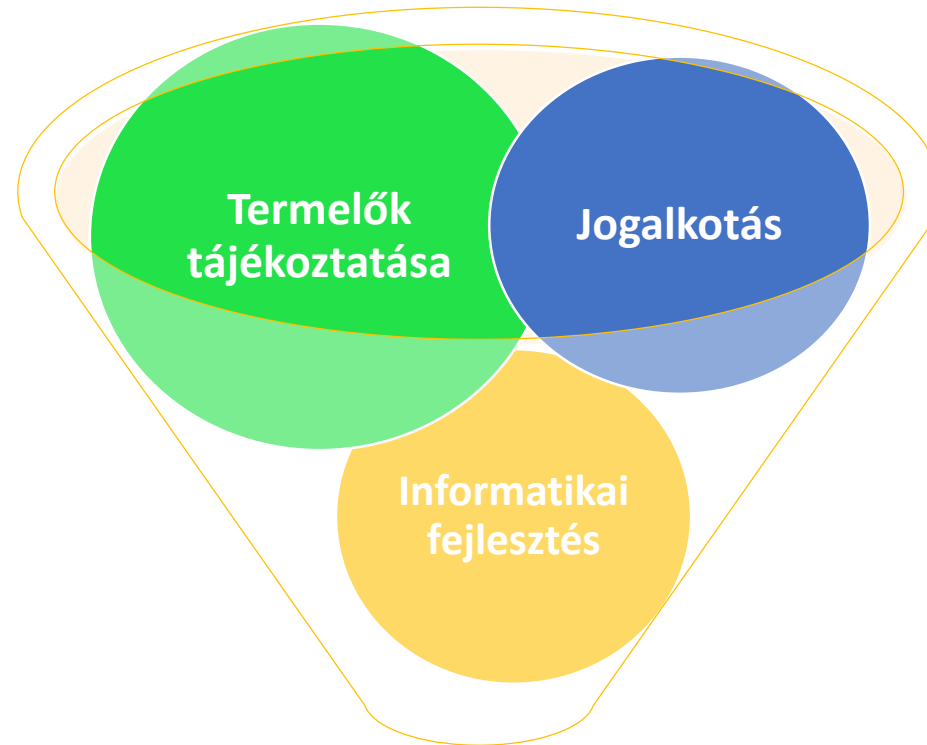 Termelők
tájékoztatása
Jogalkotás
Informatikai
fejlesztés